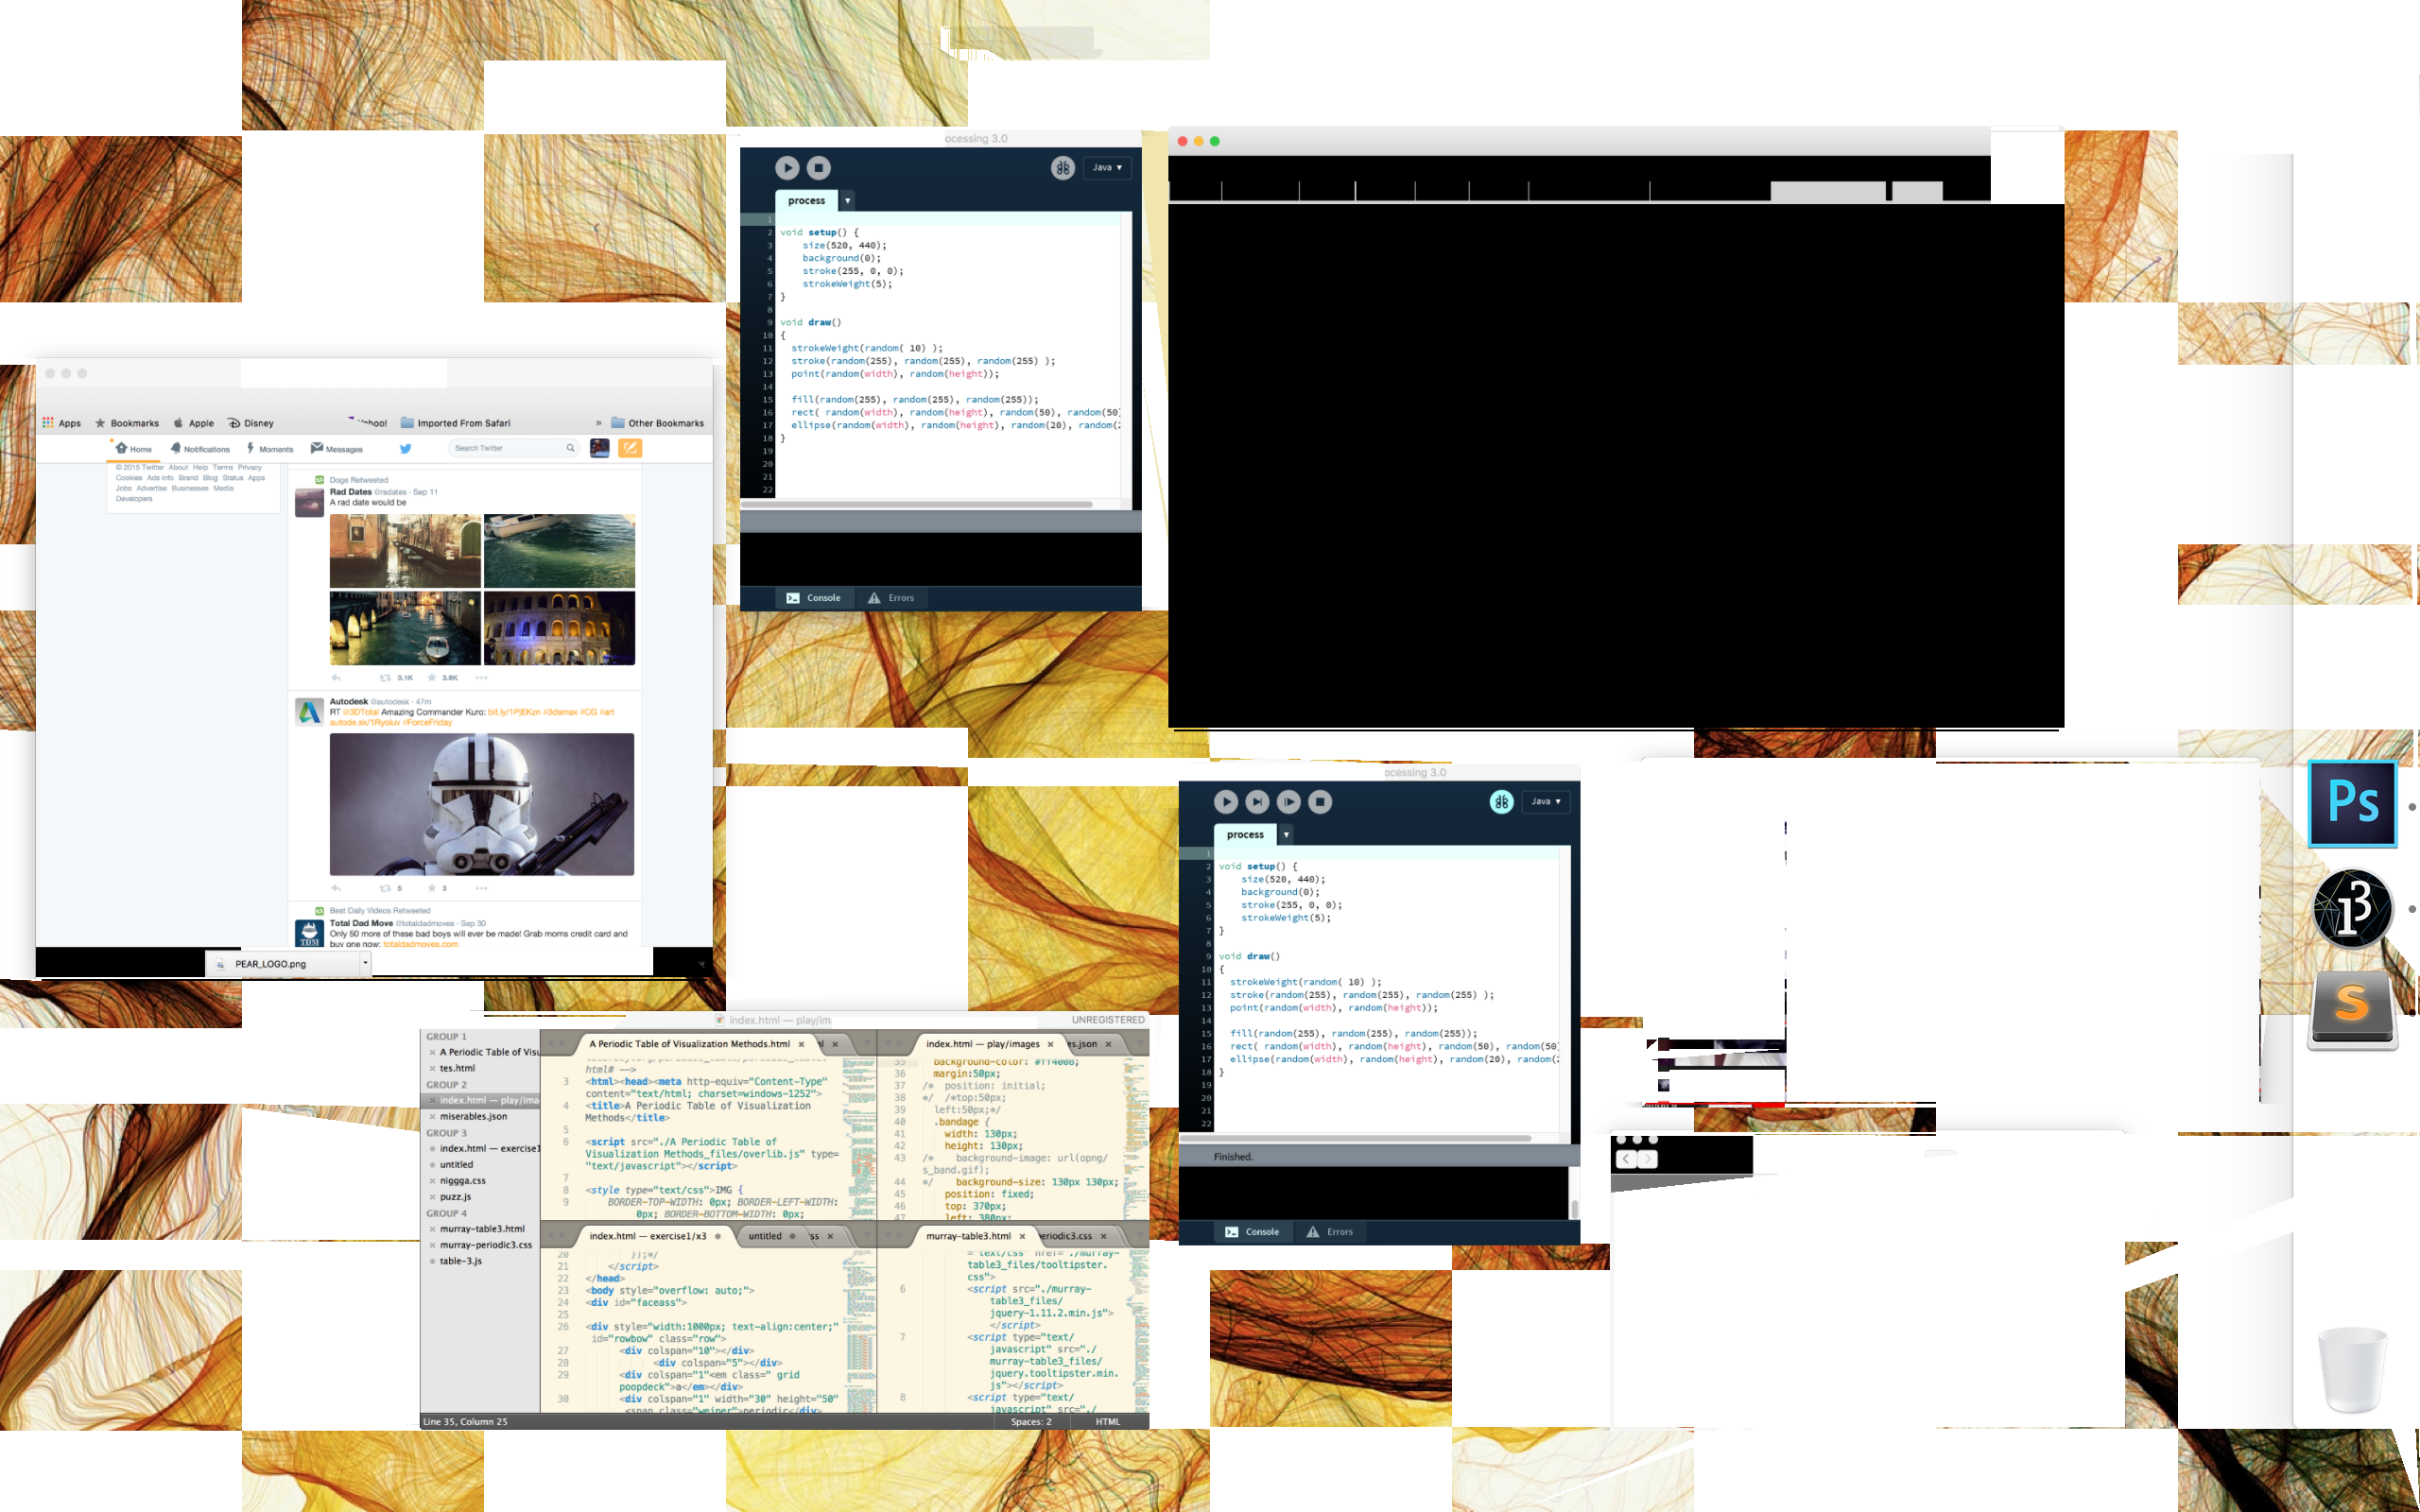 ocessing 3.0
Java ▾
process ▾
1
2 void setup() {
3 size(520, 440);
4 background(0);
5 stroke(255, 0, 0);
6 strokeWeight(5);
7 }
8
9 void draw()
10 {
11 strokeWeight(random( 10) );
12 stroke(random(255), random(255), random(255) );
13 point(random(width), random(height));
14
15 fill(random(255), random(255), random(255));
16 rect( random(width), random(height), random(50), random(50)
17 ellipse(random(width), random(height), random(20), random(2
18 }
19
20
21
22
Console Errors
Apps Bookmarks Apple Disney Imported From Safari » Other Bookmarks
Home Notifications Moments Messages Search Twitter
© 2015 Twitter About Help Terms Privacy
Cookies Ads info Brand Blog Status Apps
Jobs Advertise Businesses Media
Developers
Doge Retweeted
Rad Dates @radates · Sep 11
A rad date would be
3.1K 3.8K
Autodesk @autodesk · 47m
RT @3DTotal Amazing Commander Kuro: bit.ly/1PjEKzn #3dsmax #CG #art
autode.sk/1Ryoiuv #ForceFriday
5 3
Best Daily Videos Retweeted
Total Dad Move @totaldadmoves · Sep 30
TDM
Only 50 more of these bad boys will ever be made! Grab moms credit card and
buy one now: totaldadmoves.com
PEAR_LOGO.png
ocessing 3.0
Java ▾
process ▾
1
2 void setup() {
3 size(520, 440);
4 background(0);
5 stroke(255, 0, 0);
6 strokeWeight(5);
7 }
8
9 void draw()
10 {
11 strokeWeight(random( 10) );
12 stroke(random(255), random(255), random(255) );
13 point(random(width), random(height));
14
15 fill(random(255), random(255), random(255));
16 rect( random(width), random(height), random(50), random(50)
17 ellipse(random(width), random(height), random(20), random(2
18 }
19
20
21
22
Finished.
Console Errors
Ps
S
index.html — play/im
UNREGISTERED
GROUP 1
A Periodic Table of Visu
tes.html
GROUP 2
index.html — play/ima
miserables.json
GROUP 3
index.html — exercise1
untitled
niggga.css
puzz.js
GROUP 4
murray-table3.html
murray-periodic3.css
table-3.js
A Periodic Table of Visualization Methods.html
html# -->
3 <html><head><meta http-equiv="Content-Type"
content="text/html; charset=windows-1252">
4 <title>A Periodic Table of Visualization
Methods</title>
5
6 <script src="./A Periodic Table of
Visualization Methods_files/overlib.js" type=
"text/javascript"></script>
7
8 <style type="text/css">IMG {
9 BORDER-TOP-WIDTH: 0px; BORDER-LEFT-WIDTH:
0px; BORDER-BOTTOM-WIDTH: 0px;
index.html — play/images es.json
35 background-color: #ff4008;
36 margin:50px;
37 /* position: initial;
38 */ /*top:50px;
39 left:50px;*/
40 .bandage {
41 width: 130px;
42 height: 130px;
43 /* background-image: url(opng/
s_band.gif);
44 */ background-size: 130px 130px;
45 position: fixed;
46 top: 370px;
47 left: 380px;
index.html — exercise1/x3 untitled ss
20 });*/
21 </script>
22 </head>
23 <body style="overflow: auto;">
24 <div id="faceass">
25
26 <div style="width:1000px; text-align:center;"
id="rowbow" class="row">
27 <div colspan="10"></div>
28 <div colspan="5"></div>
29 <div colspan="1"<em class=" grid
poopdeck">a</em></div>
30 <div colspan="1" width="30" height="50"
<span class="weiner">periodic</div>
murray-table3.html eriodic3.css
="text/css" href="./murray-
table3_files/tooltipster.
css">
6 <script src="./murray-
table3_files/
jquery-1.11.2.min.js">
</script>
7 <script type="text/
javascript" src="./
murray-table3_files/
jquery.tooltipster.min.
js"></script>
8 <script type="text/
javascript" src="./
Line 35, Column 25
Spaces: 2 HTML